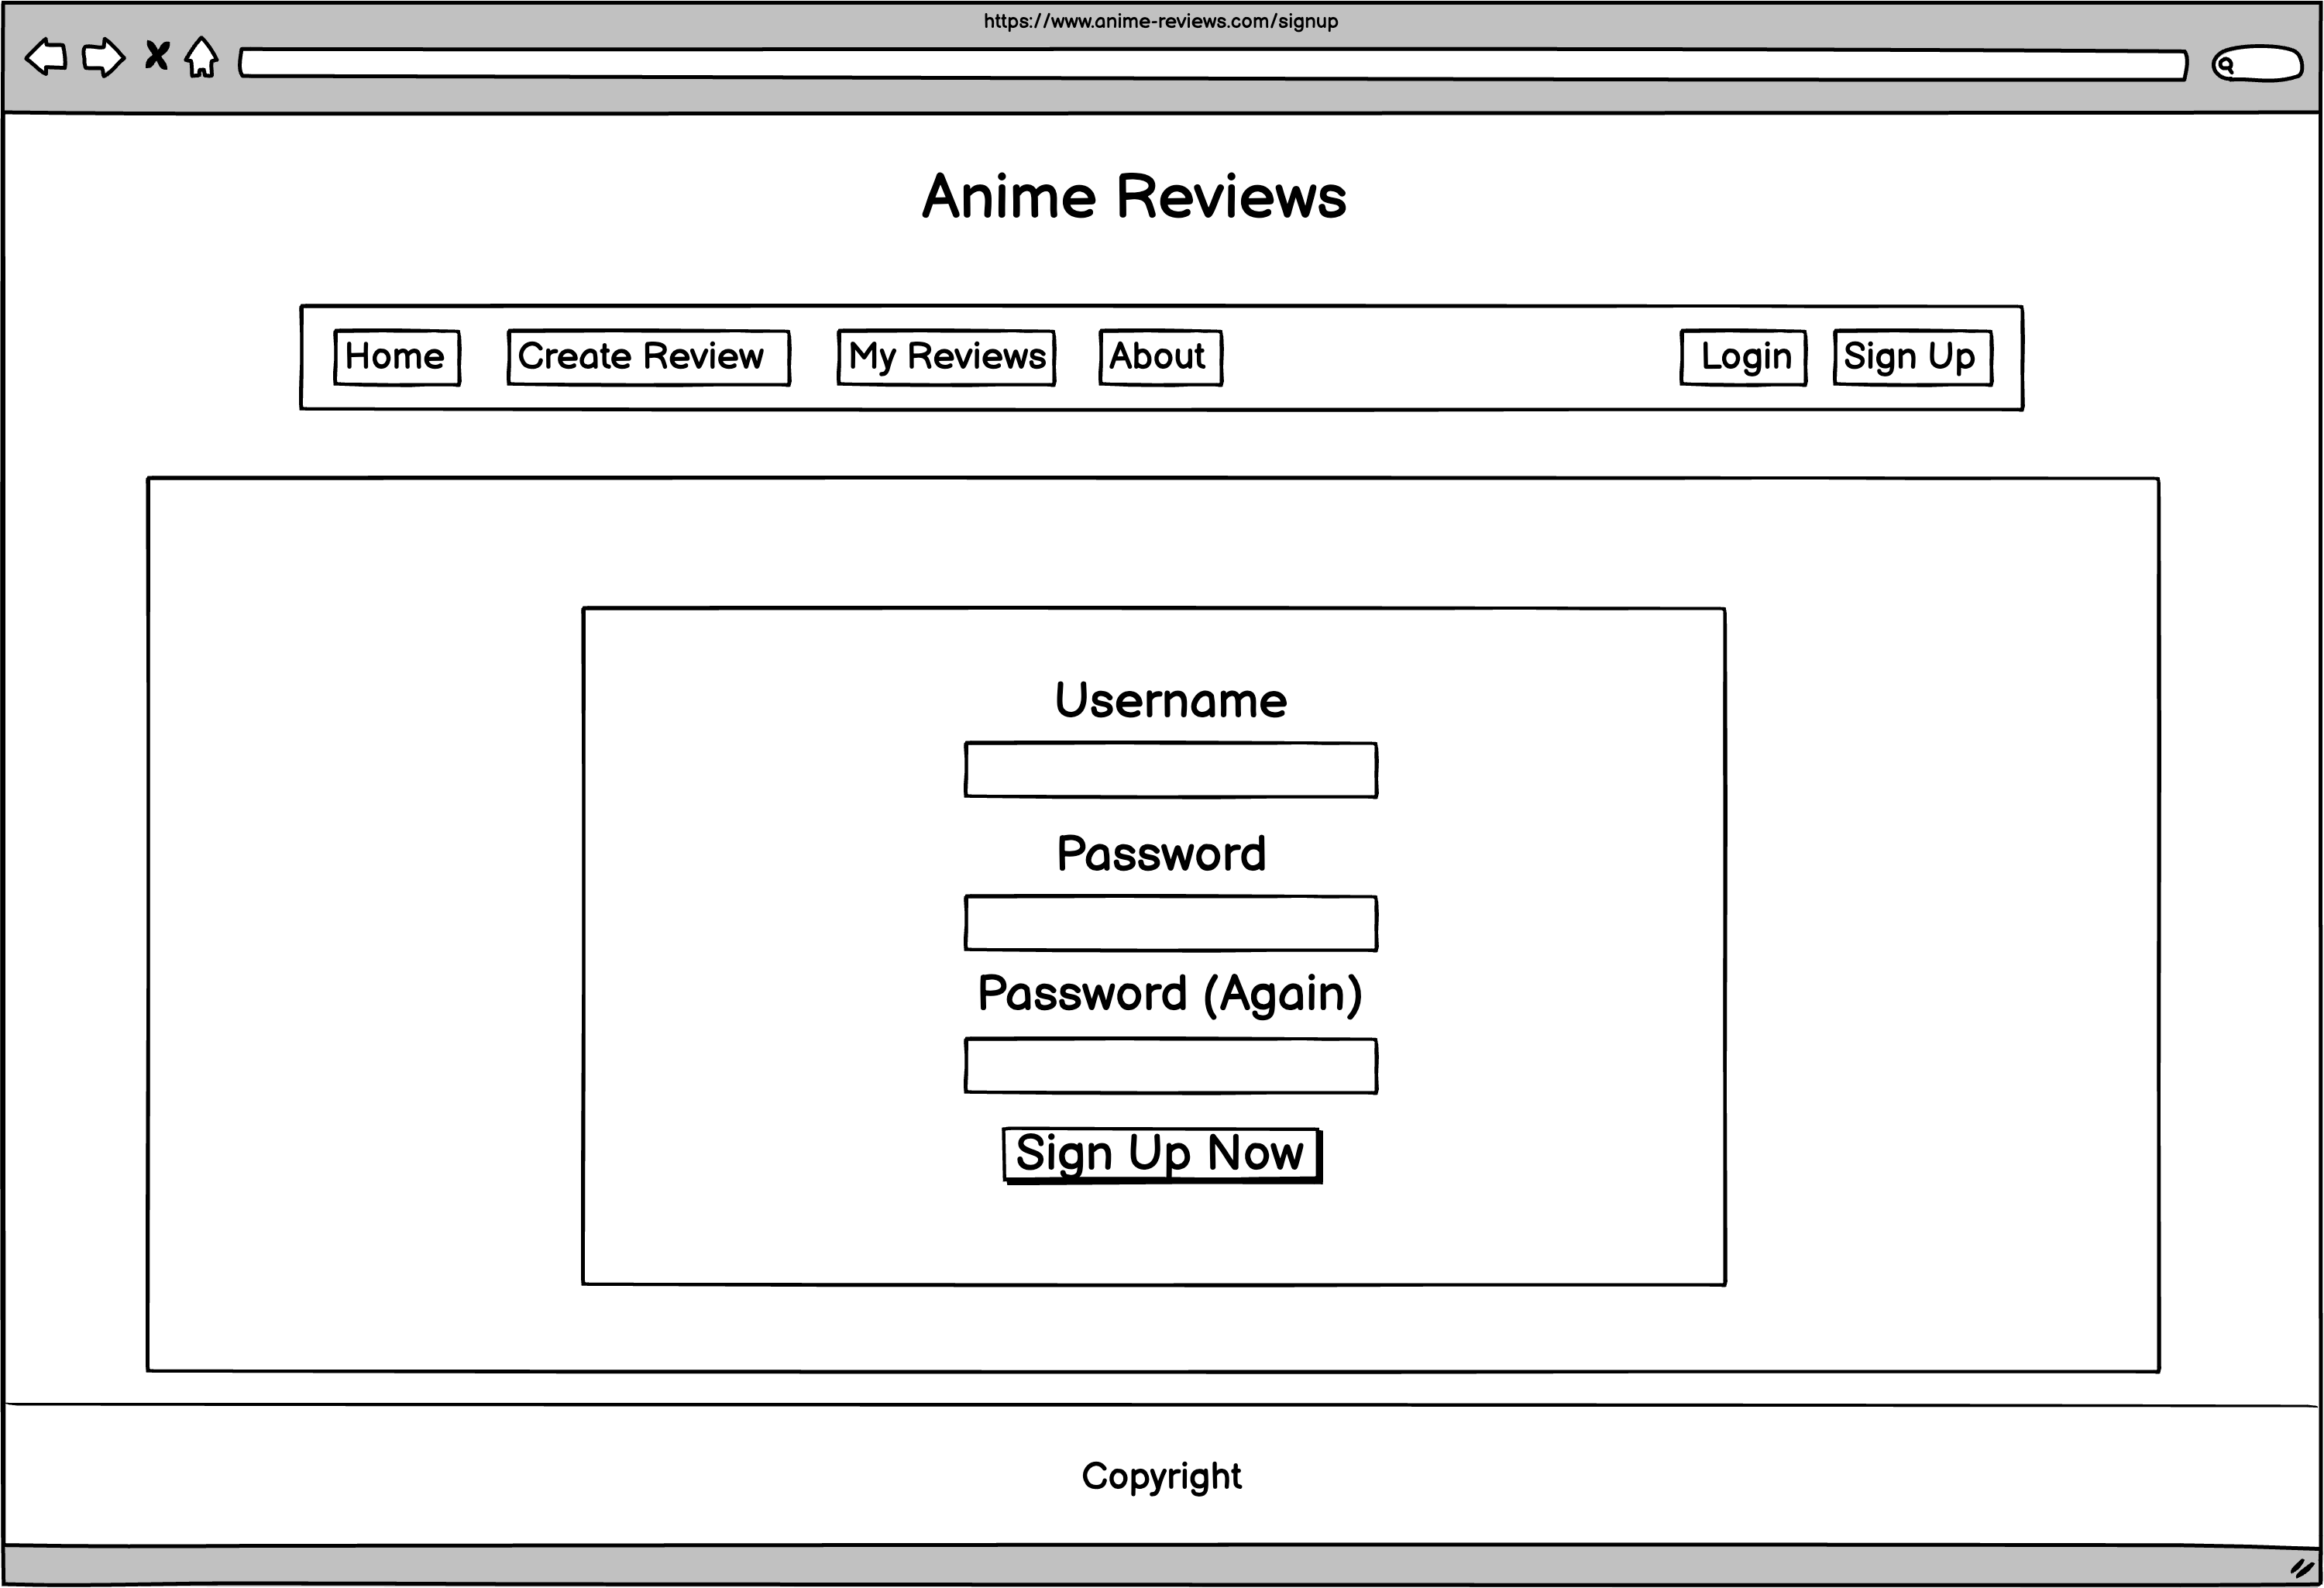 https://www.anime-reviews.com/signup
Anime Reviews
Home Create Review My Reviews About Login Sign Up
Username
Password
Password (Again)
Sign Up Now
Copyright